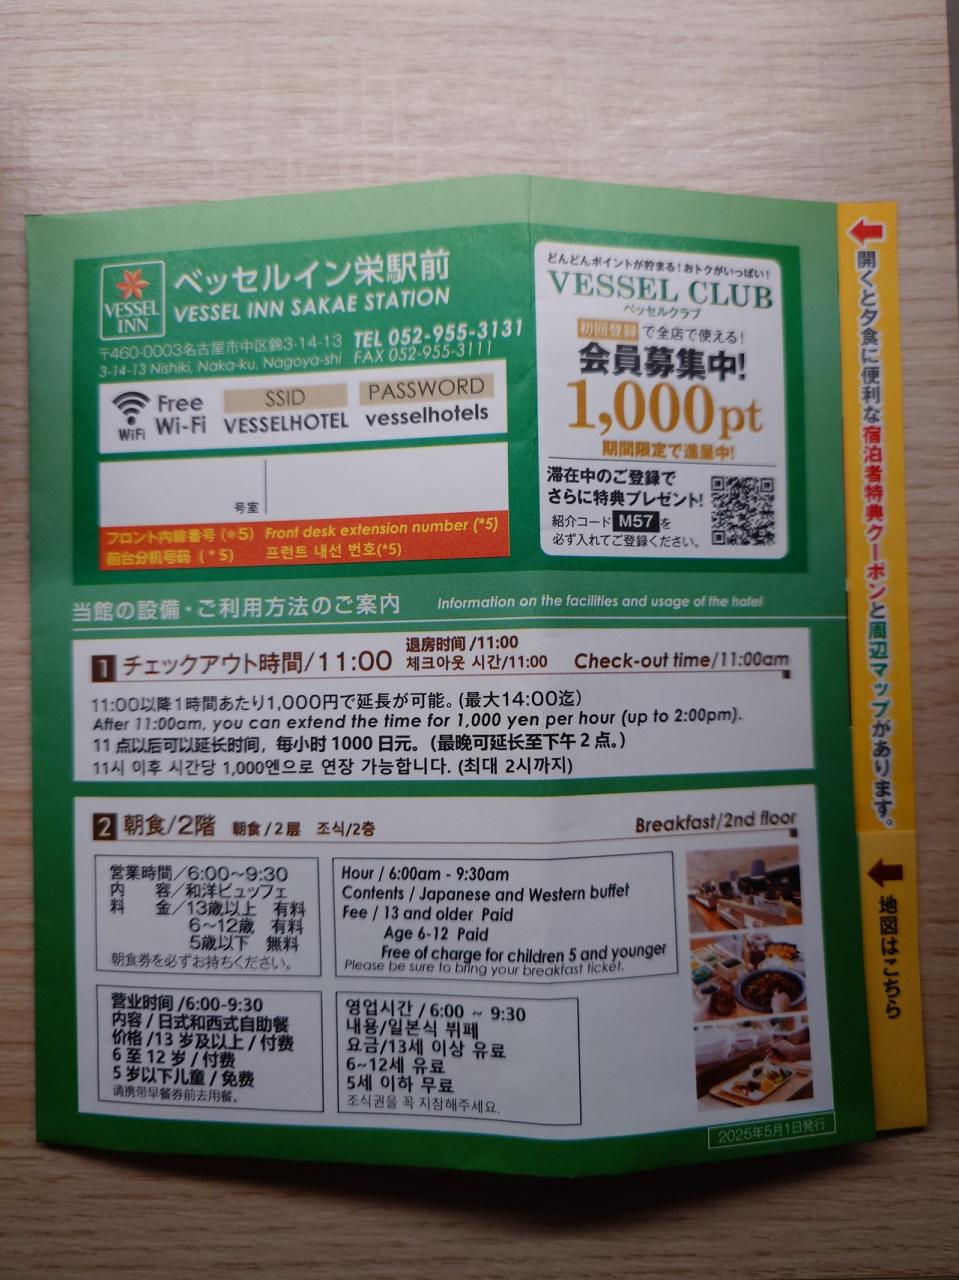 VESSEL
INN
ベッセルイン栄駅前
VESSEL INN SAKAE STATION
〒460-0003名古屋市中区錦3-14-13
3-14-13 Nishiki, Naka-ku, Nagoya-shi
TEL 052-955-3131
FAX 052-955-3111
WiFi
Free
Wi-Fi
SSID
VESSELHOTEL
PASSWORD
vesselhotels
号室
フロント内線番号 (*5) Front desk extension number (*5)
前台分机号码 (*5) 프런트 내선 번호(*5)
どんどんポイントが貯まる!おトクがいっぱい!
VESSEL CLUB
ベッセルクラブ
初回登録で全店で使える!
会員募集中!
1,000pt
期間限定で進呈中!
滞在中のご登録で
さらに特典プレゼント!
紹介コード M57 を
必ず入れてご登録ください。
当館の設備・ご利用方法のご案内 Information on the facilities and usage of the hotel
1 チェックアウト時間/11:00
退房时间/11:00
체크아웃 시간/11:00
Check-out time/11:00am
11:00以降1時間あたり1,000円で延長が可能。(最大14:00迄)
After 11:00am, you can extend the time for 1,000 yen per hour (up to 2:00pm).
11 点以后可以延长时间，每小时 1000 日元。(最晚可延长至下午 2 点。)
11시 이후 시간당 1,000엔으로 연장 가능합니다. (최대 2시까지)
2 朝食/2階 朝食/2层 조식/2층 Breakfast/2nd floor
営業時間/6:00〜9:30
内 容/和洋ビュッフェ
料 金/13歳以上 有料
6〜12歳 有料
5歳以下 無料
朝食券を必ずお持ちください。
Hour / 6:00am - 9:30am
Contents / Japanese and Western buffet
Fee / 13 and older Paid
Age 6-12 Paid
Free of charge for children 5 and younger
Please be sure to bring your breakfast ticket.
营业时间 /6:00-9:30
内容 / 日式和西式自助餐
价格 /13 岁及以上 / 付费
6 至 12 岁 / 付费
5 岁以下儿童 / 免费
请携带早餐券前去用餐。
영업시간 / 6:00 ~ 9:30
내용/일본식 뷔페
요금/13세 이상 유료
6~12세 유료
5세 이하 무료
조식권을 꼭 지참해주세요.
2025年5月1日発行
開くと夕食に便利な宿泊者特典クーポンと周辺マップがあります。
地図はこちら